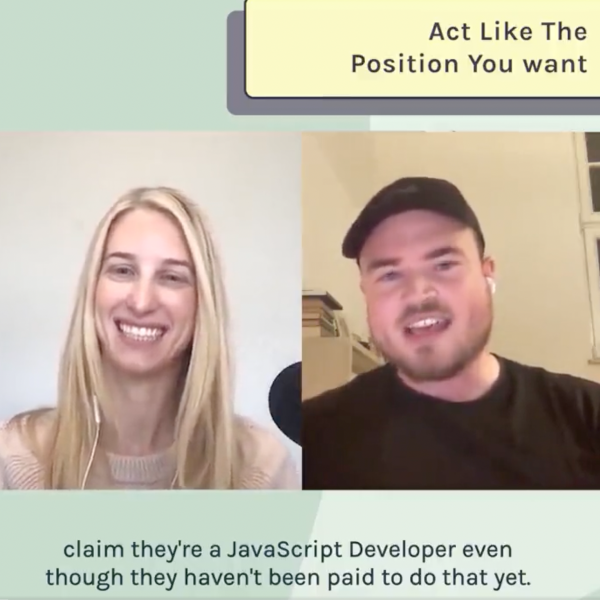 Act Like The
Position You want
claim they're a JavaScript Developer even
though they haven't been paid to do that yet.